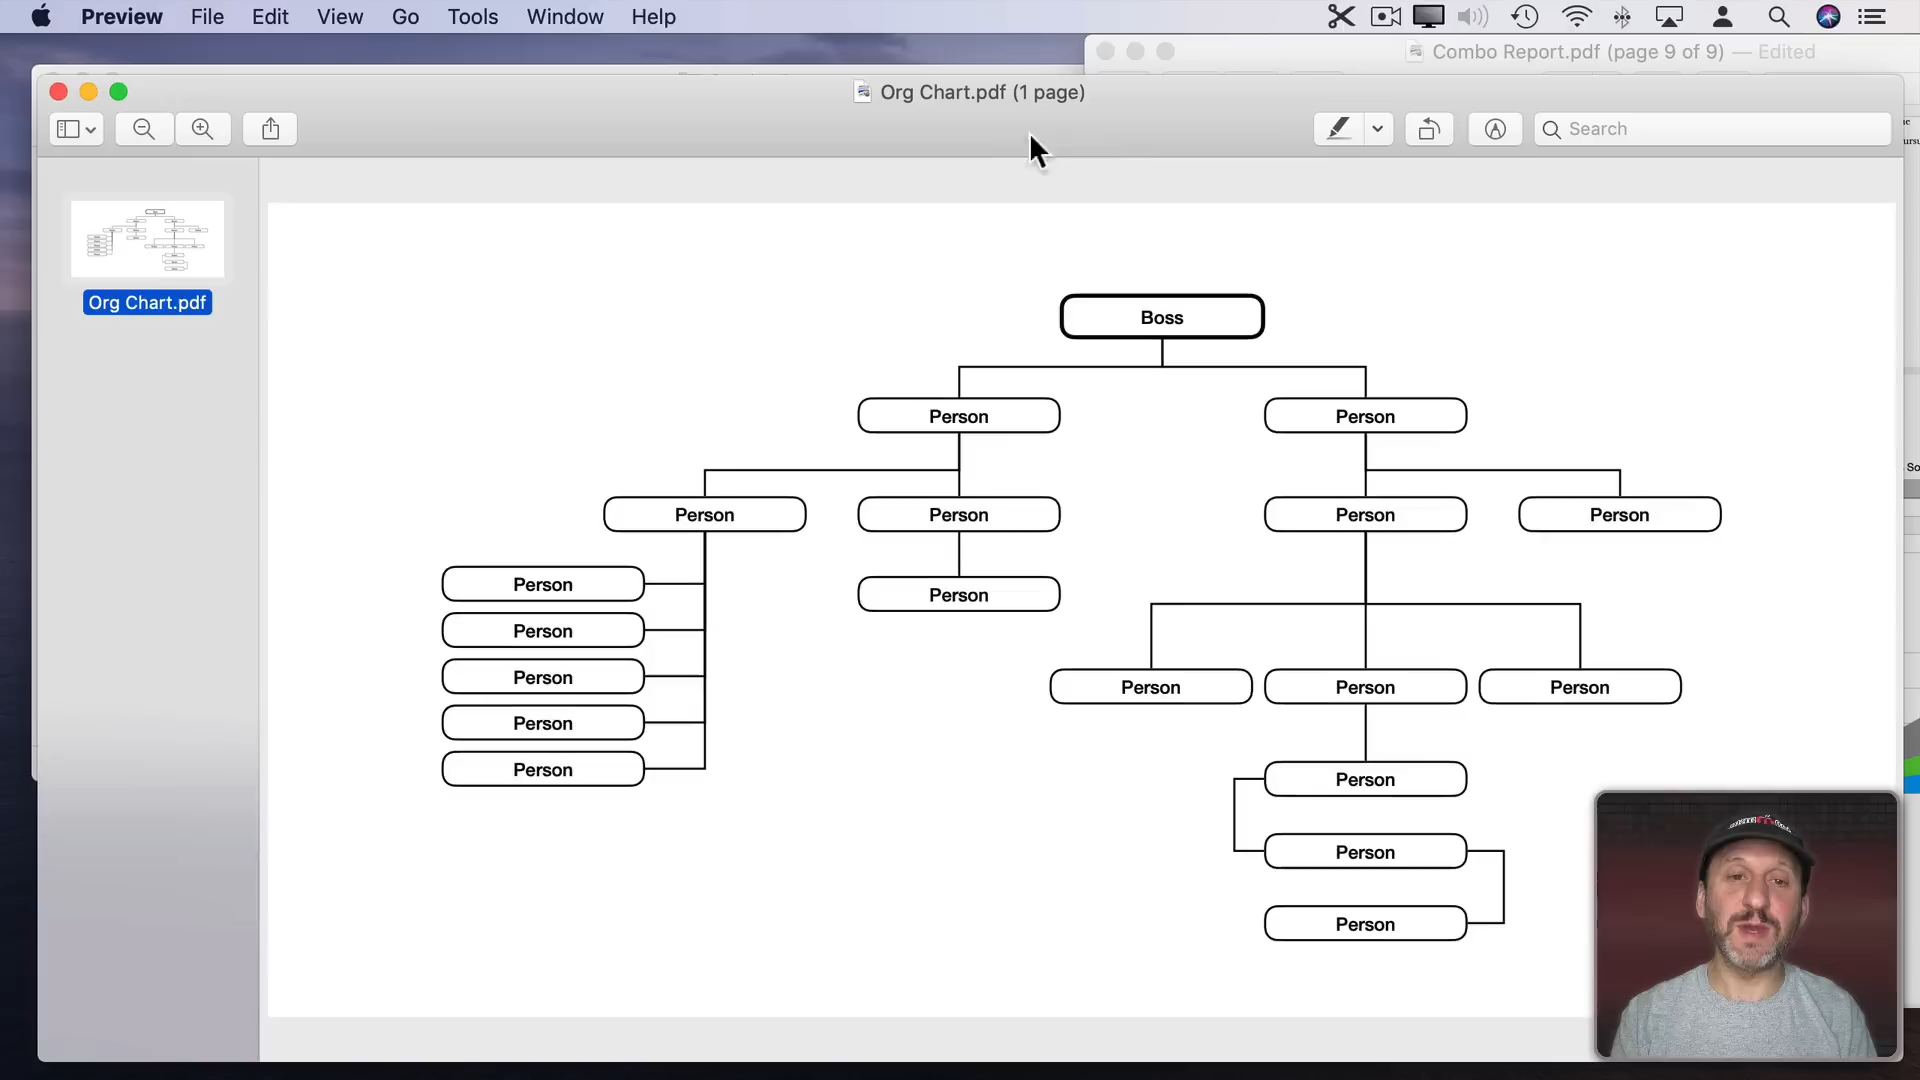 Preview File Edit View Go Tools Window Help
Combo Report.pdf (page 9 of 9) — Edited
Org Chart.pdf (1 page)
Search
Org Chart.pdf
Boss
Person Person
Person Person Person Person
Person
Person
Person
Person
Person
Person
Person Person Person
Person
Person
Person
So